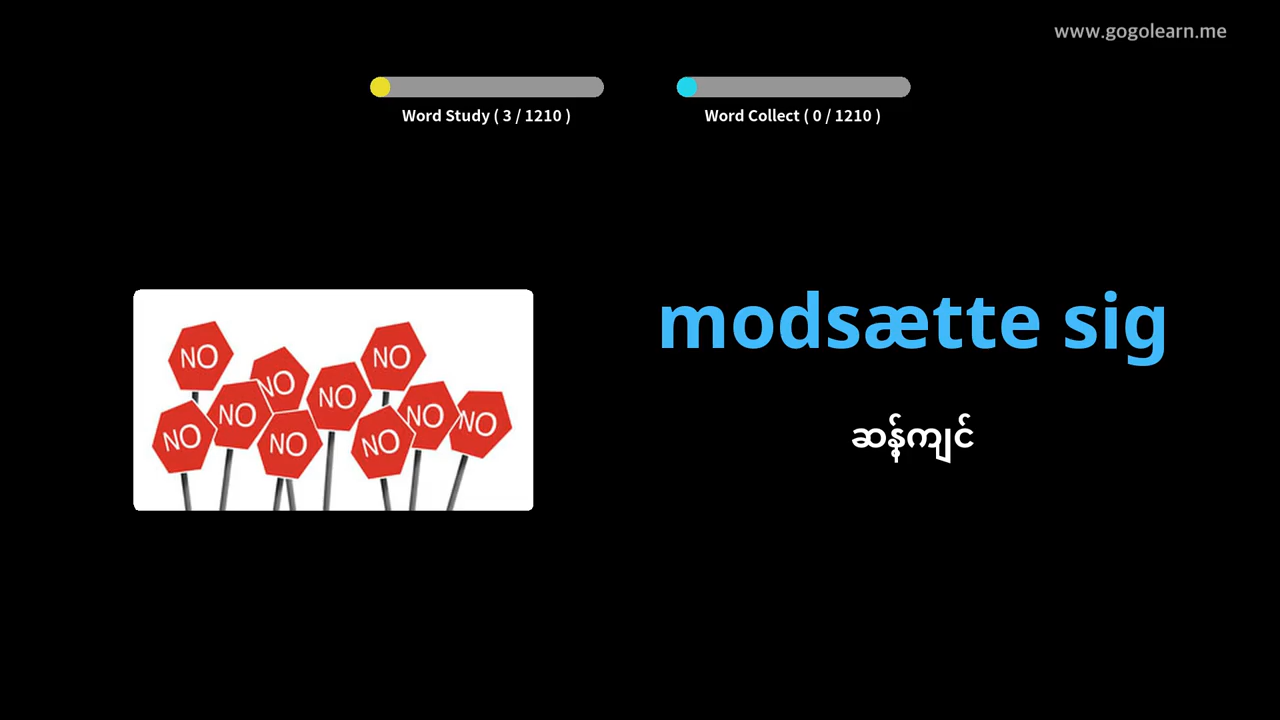 www.gogolearn.me
Word Study ( 3 / 1210 )
Word Collect ( 0 / 1210 )
modsætte sig
ဆန့်ကျင်
NO
NO
NO
NO
NO
NO
NO
NO
NO
NO